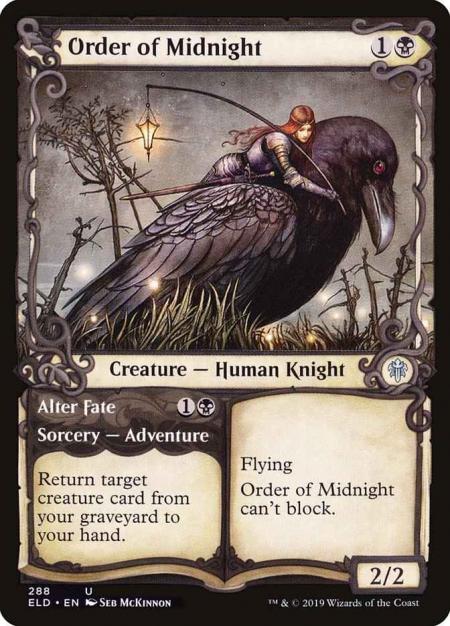 Order of Midnight 1
Creature — Human Knight
Alter Fate 1
Sorcery — Adventure
Return target
creature card from
your graveyard to
your hand.
Flying
Order of Midnight
can't block.
2/2
288 U
ELD • EN Seb McKinnon
™ & © 2019 Wizards of the Coast